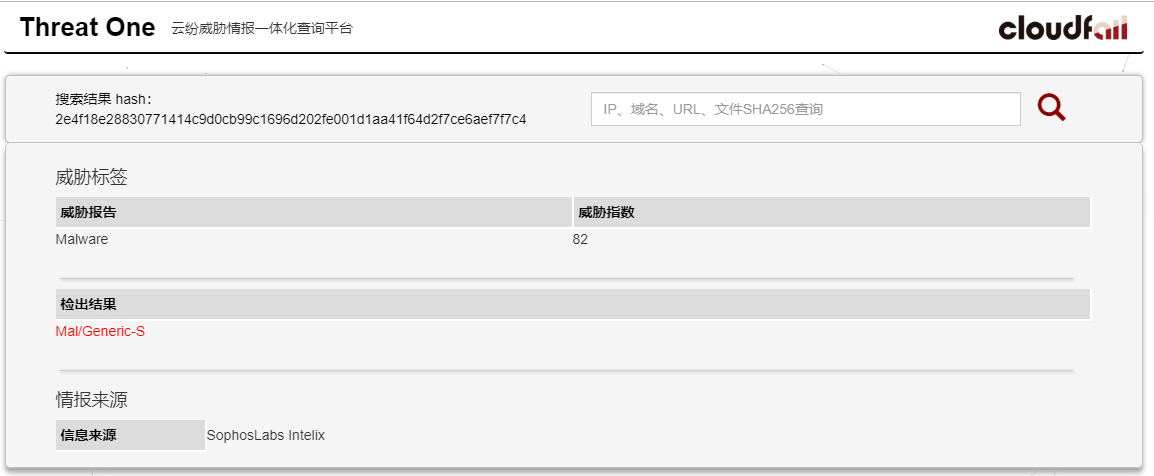 Threat One 云纷威胁情报一体化查询平台 cloudfall
搜索结果 hash：
2e4f18e28830771414c9d0cb99c1696d202fe001d1aa41f64d2f7ce6aef7f7c4
IP、域名、URL、文件SHA256查询
威胁标签
威胁报告 威胁指数
Malware 82
检出结果
Mal/Generic-S
情报来源
信息来源 SophosLabs Intelix